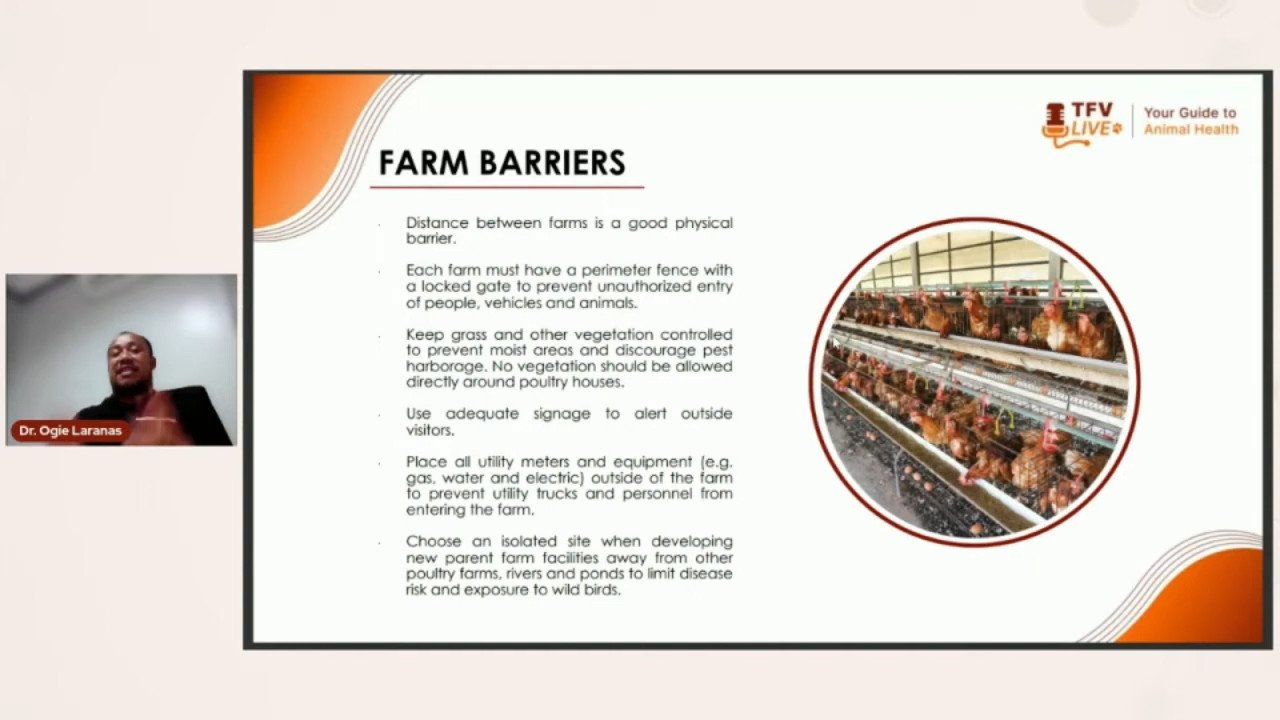 TFV
LIVE
Your Guide to
Animal Health
FARM BARRIERS
Distance between farms is a good physical
barrier.
Each farm must have a perimeter fence with
a locked gate to prevent unauthorized entry
of people, vehicles and animals.
Keep grass and other vegetation controlled
to prevent moist areas and discourage pest
harborage. No vegetation should be allowed
directly around poultry houses.
Use adequate signage to alert outside
visitors.
Place all utility meters and equipment (e.g.
gas, water and electric) outside of the farm
to prevent utility trucks and personnel from
entering the farm.
Choose an isolated site when developing
new parent farm facilities away from other
poultry farms, rivers and ponds to limit disease
risk and exposure to wild birds.
Dr. Ogie Laranas